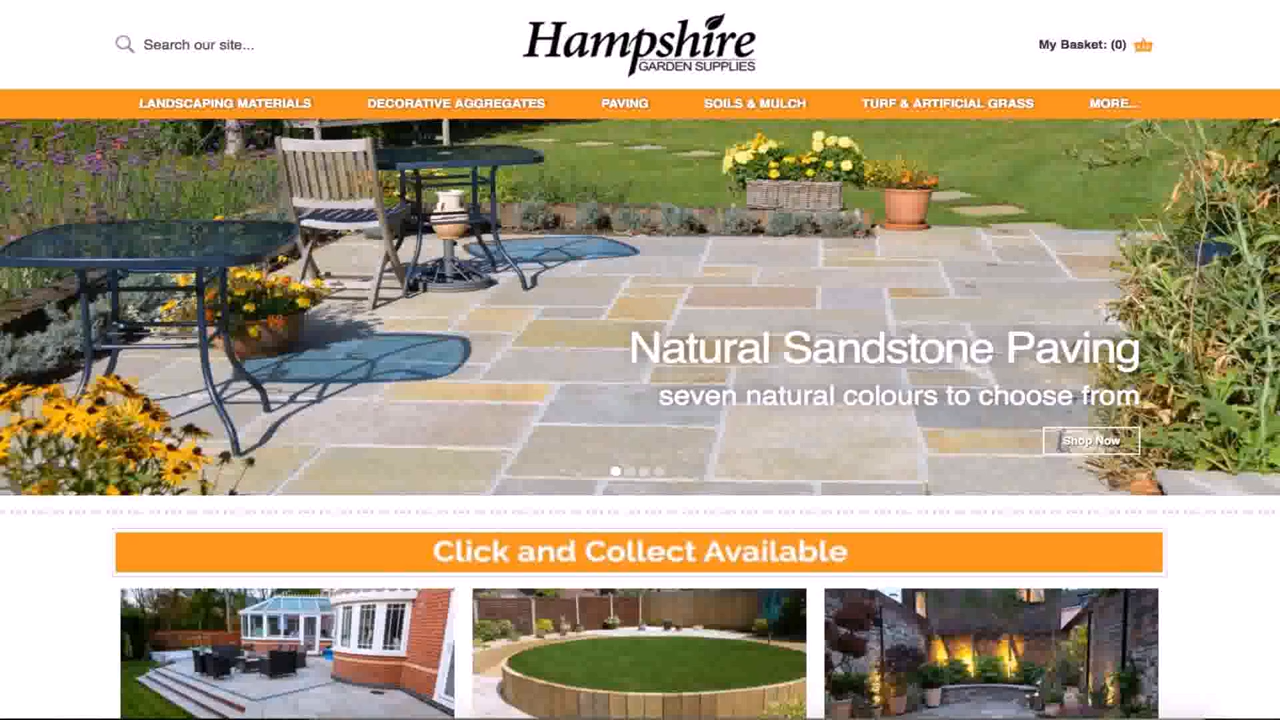 Search our site...
Hampshire
GARDEN SUPPLIES
My Basket: (0)
LANDSCAPING MATERIALS
DECORATIVE AGGREGATES
PAVING
SOILS & MULCH
TURF & ARTIFICIAL GRASS
MORE...
Natural Sandstone Paving
seven natural colours to choose from
Shop Now
Click and Collect Available